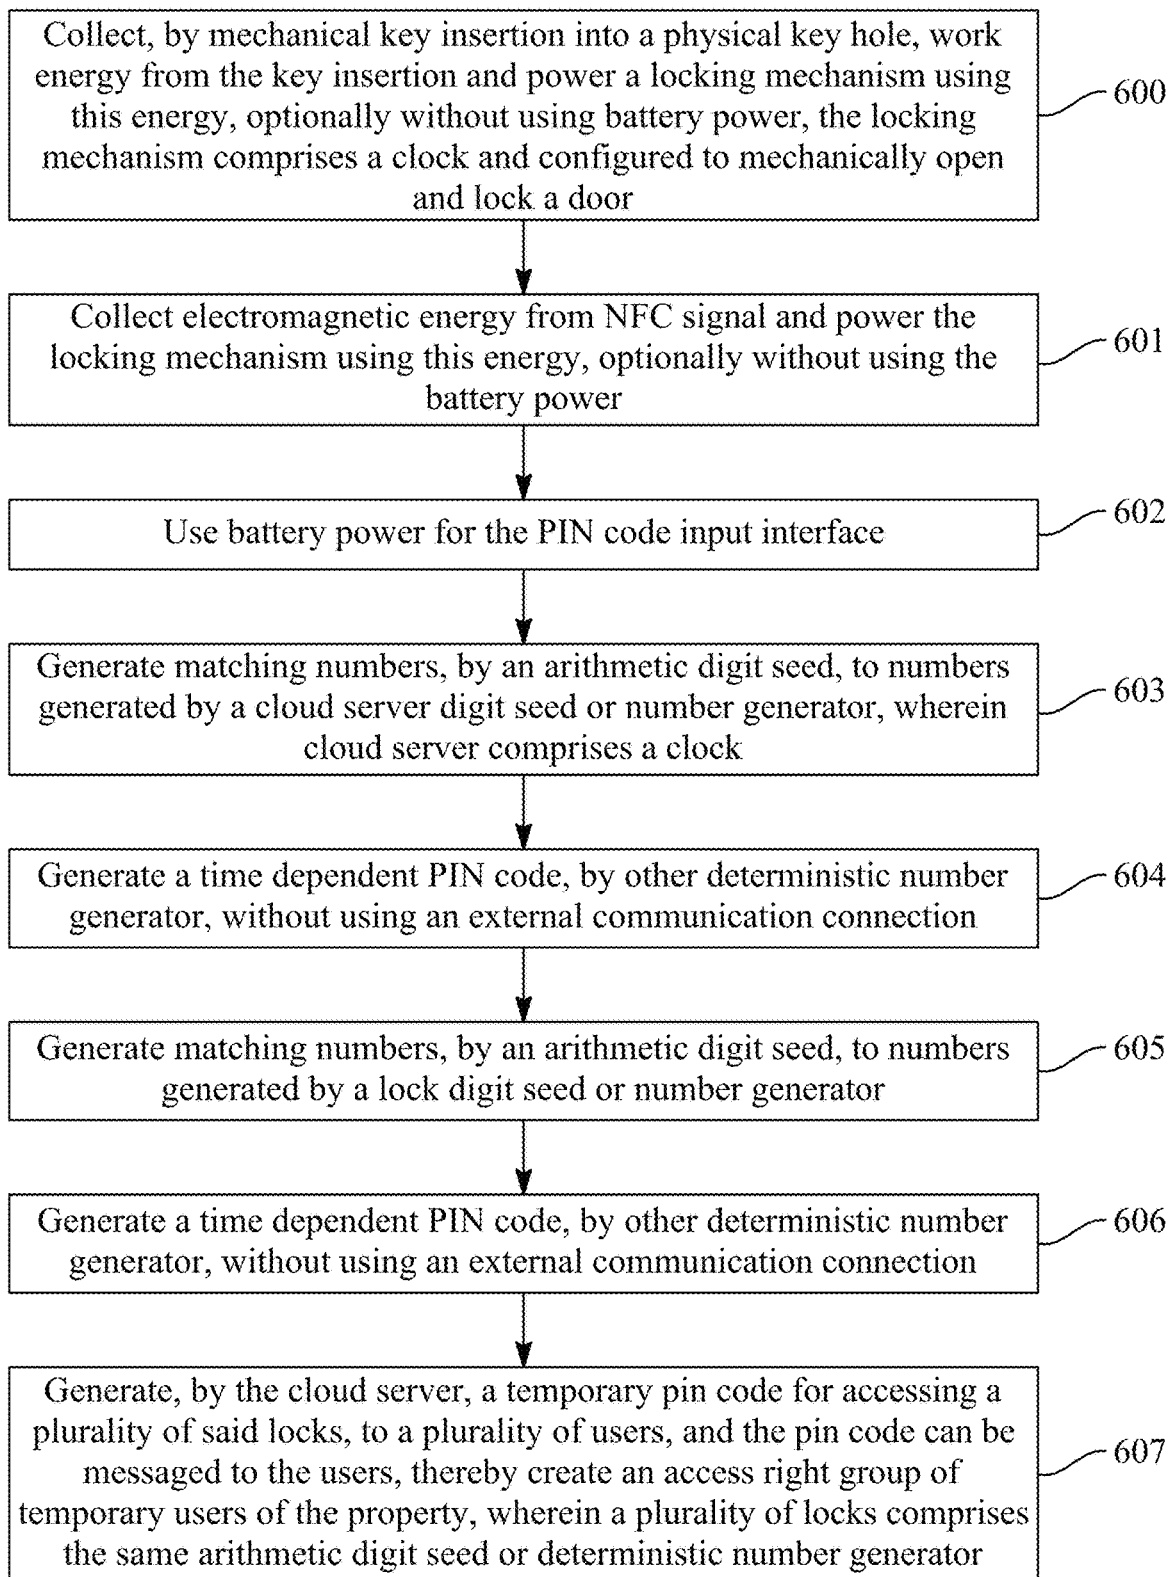 Collect, by mechanical key insertion into a physical key hole, work
energy from the key insertion and power a locking mechanism using
this energy, optionally without using battery power, the locking
mechanism comprises a clock and configured to mechanically open
and lock a door
600
Collect electromagnetic energy from NFC signal and power the
locking mechanism using this energy, optionally without using the
battery power
601
Use battery power for the PIN code input interface
602
Generate matching numbers, by an arithmetic digit seed, to numbers
generated by a cloud server digit seed or number generator, wherein
cloud server comprises a clock
603
Generate a time dependent PIN code, by other deterministic number
generator, without using an external communication connection
604
Generate matching numbers, by an arithmetic digit seed, to numbers
generated by a lock digit seed or number generator
605
Generate a time dependent PIN code, by other deterministic number
generator, without using an external communication connection
606
Generate, by the cloud server, a temporary pin code for accessing a
plurality of said locks, to a plurality of users, and the pin code can be
messaged to the users, thereby create an access right group of
temporary users of the property, wherein a plurality of locks comprises
the same arithmetic digit seed or deterministic number generator
607